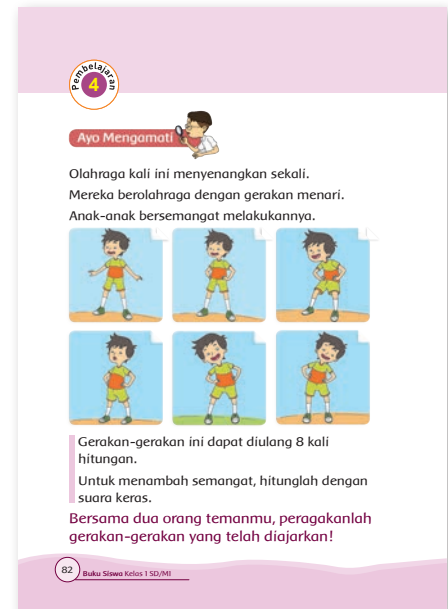 Pembelajaran
4
Ayo Mengamati
Olahraga kali ini menyenangkan sekali.
Mereka berolahraga dengan gerakan menari.
Anak-anak bersemangat melakukannya.
Gerakan-gerakan ini dapat diulang 8 kali
hitungan.
Untuk menambah semangat, hitunglah dengan
suara keras.
Bersama dua orang temanmu, peragakanlah
gerakan-gerakan yang telah diajarkan!
82 Buku Siswa Kelas 1 SD/MI